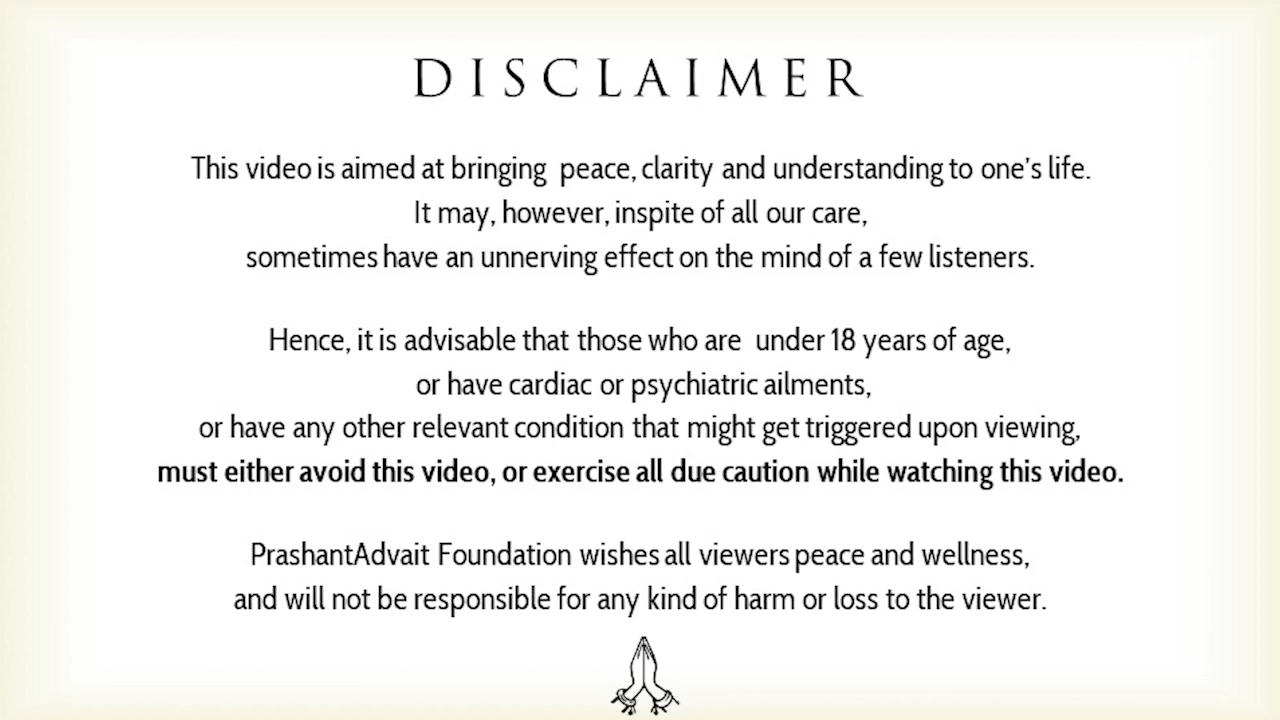 DISCLAIMER
This video is aimed at bringing peace, clarity and understanding to one's life.
It may, however, inspite of all our care,
sometimes have an unnerving effect on the mind of a few listeners.
Hence, it is advisable that those who are under 18 years of age,
or have cardiac or psychiatric ailments,
or have any other relevant condition that might get triggered upon viewing,
must either avoid this video, or exercise all due caution while watching this video.
PrashantAdvait Foundation wishes all viewers peace and wellness,
and will not be responsible for any kind of harm or loss to the viewer.